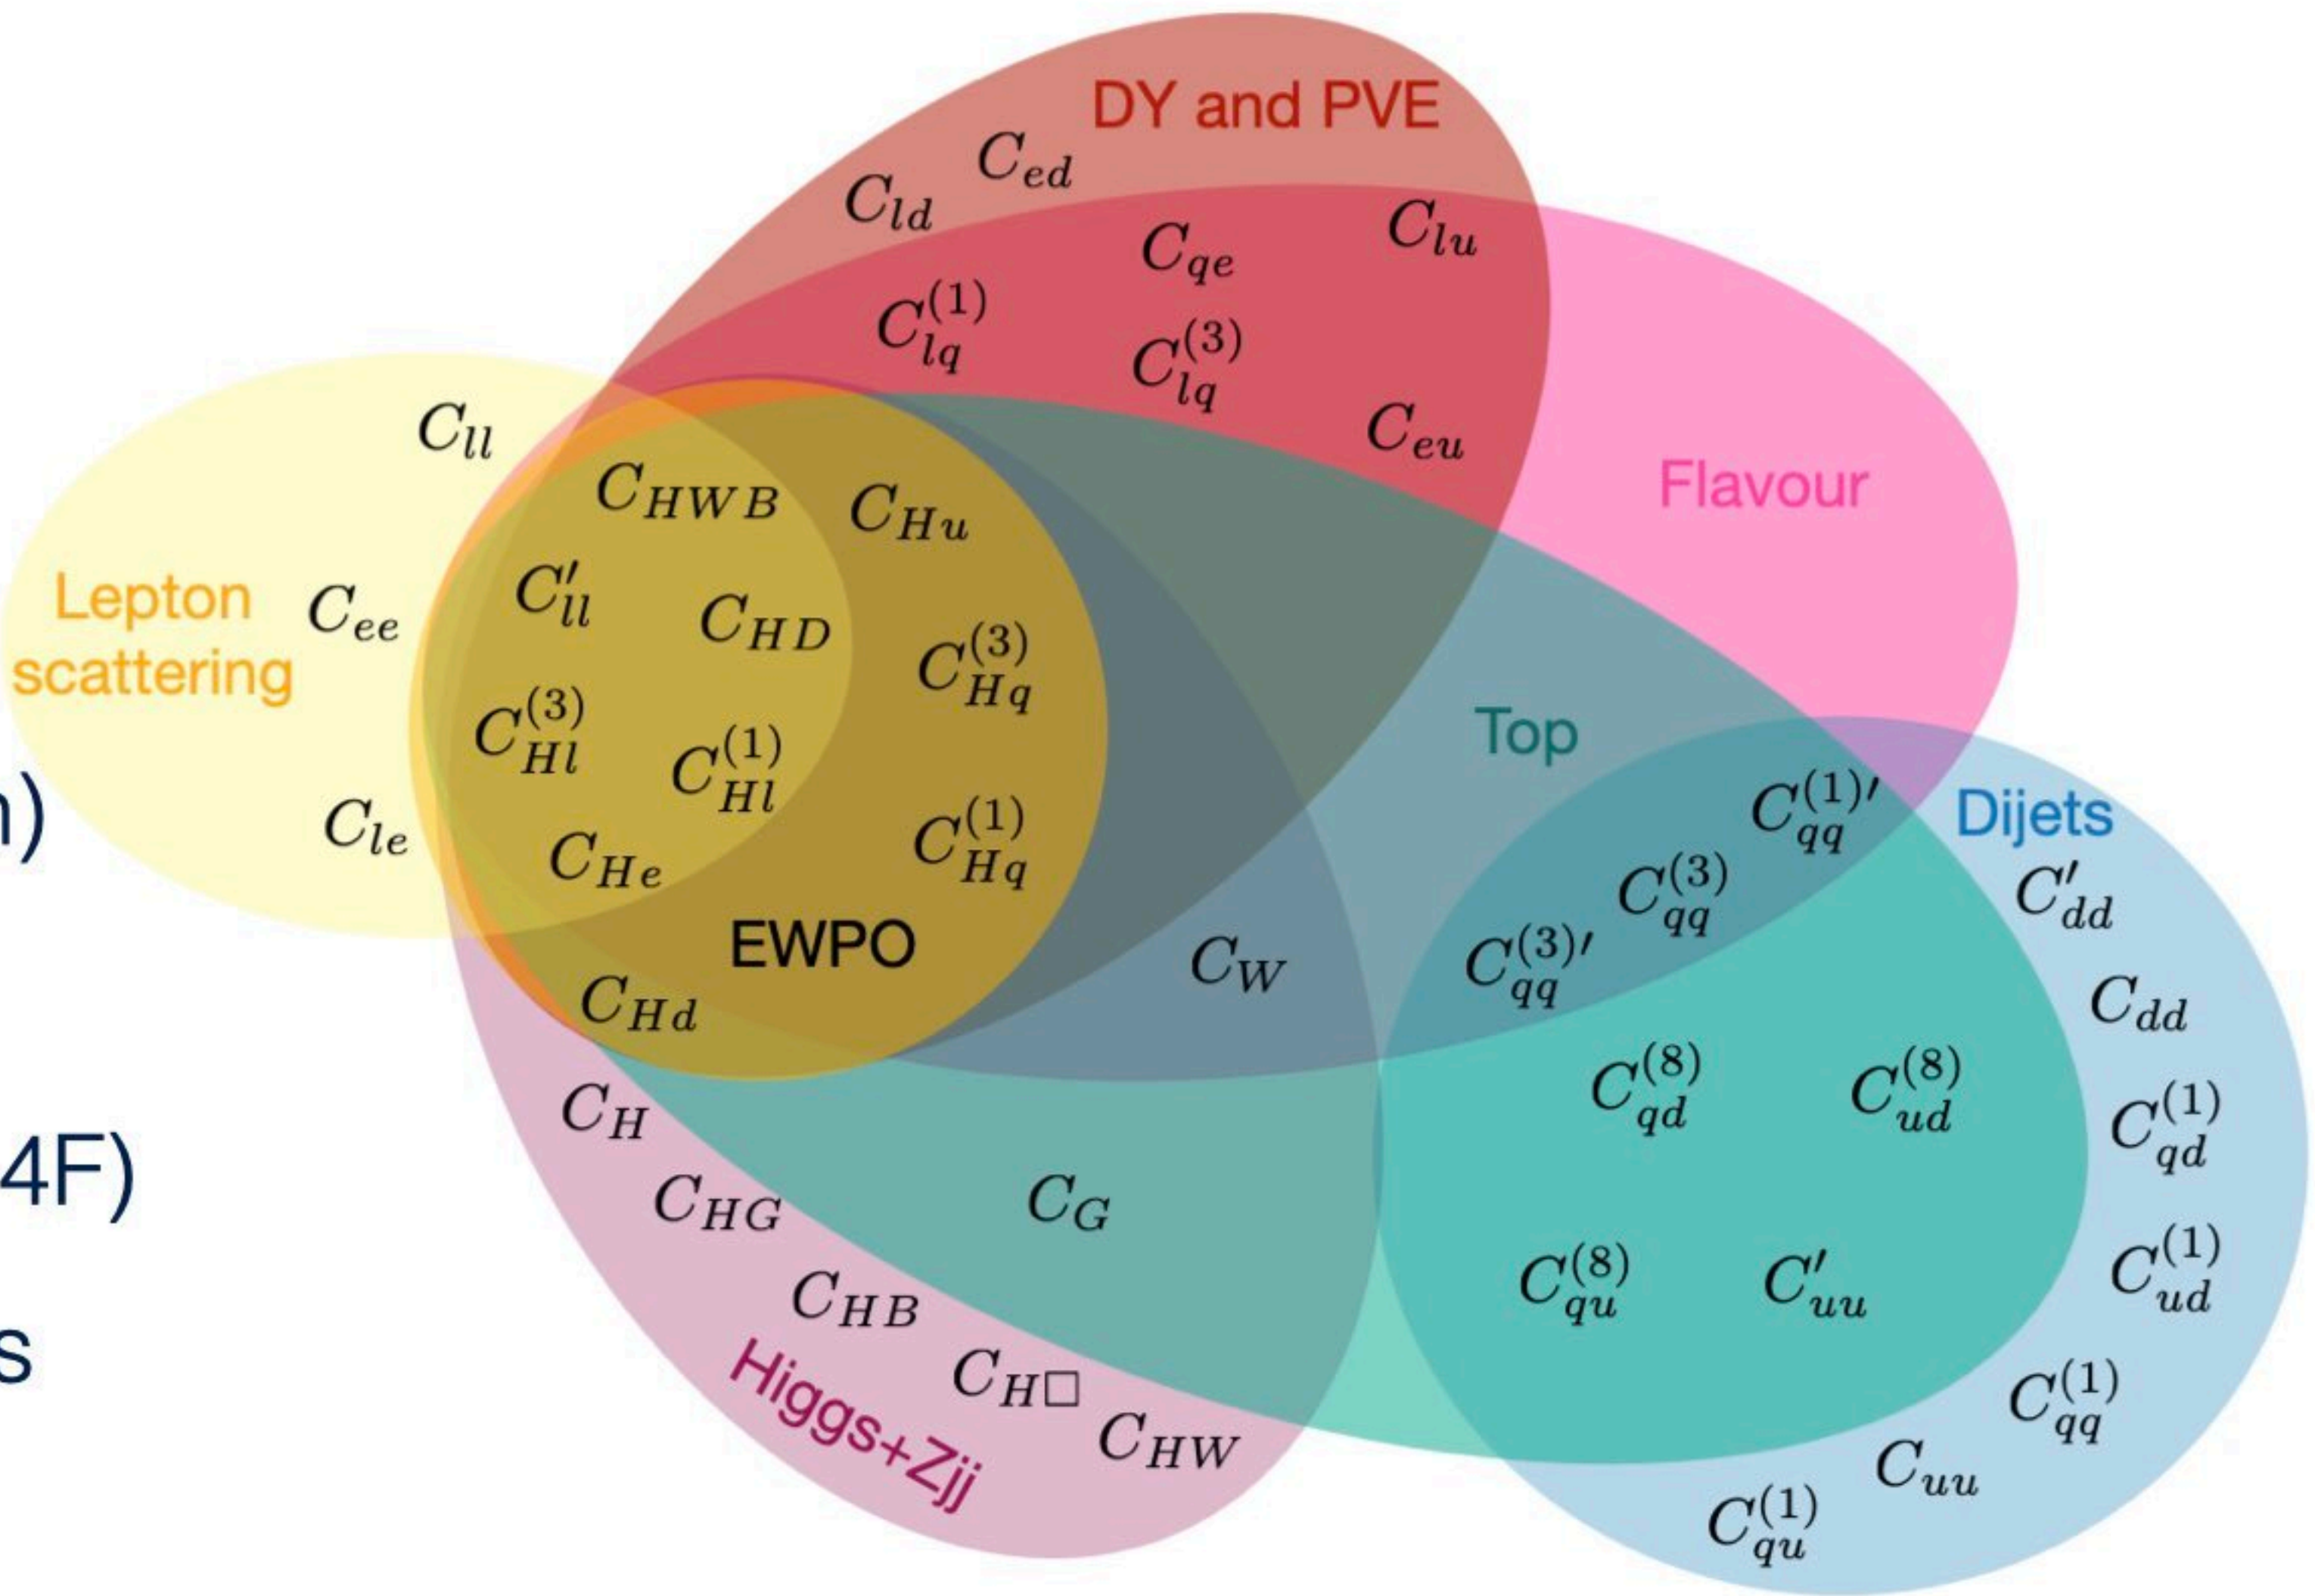 DY and PVE
C_{ed}
C_{ld}
C_{lu}
C_{qe}
C_{lq}^{(1)}
C_{lq}^{(3)}
C_{eu}
Flavour
C_{ll}
C_{HWB}
C_{Hu}
Lepton
scattering
C_{ee}
C'_{ll}
C_{HD}
C_{Hq}^{(3)}
C_{Hl}^{(3)}
C_{Hl}^{(1)}
Top
C_{le}
C_{He}
C_{Hq}^{(1)}
EWPO
C_{Hd}
C_W
C_{qq}^{(1)′}
C_{qq}^{(3)}
C_{qq}^{(3)′}
Dijets
C'_{dd}
C_{dd}
C_{qd}^{(8)}
C_{ud}^{(8)}
C_{qd}^{(1)}
C_H
C_{HG}
C_G
C_{qu}^{(8)}
C'_{uu}
C_{ud}^{(1)}
C_{HB}
C_{H□}
C_{HW}
Higgs+Zjj
C_{qq}^{(1)}
C_{uu}
C_{qu}^{(1)}
)
4F)
s